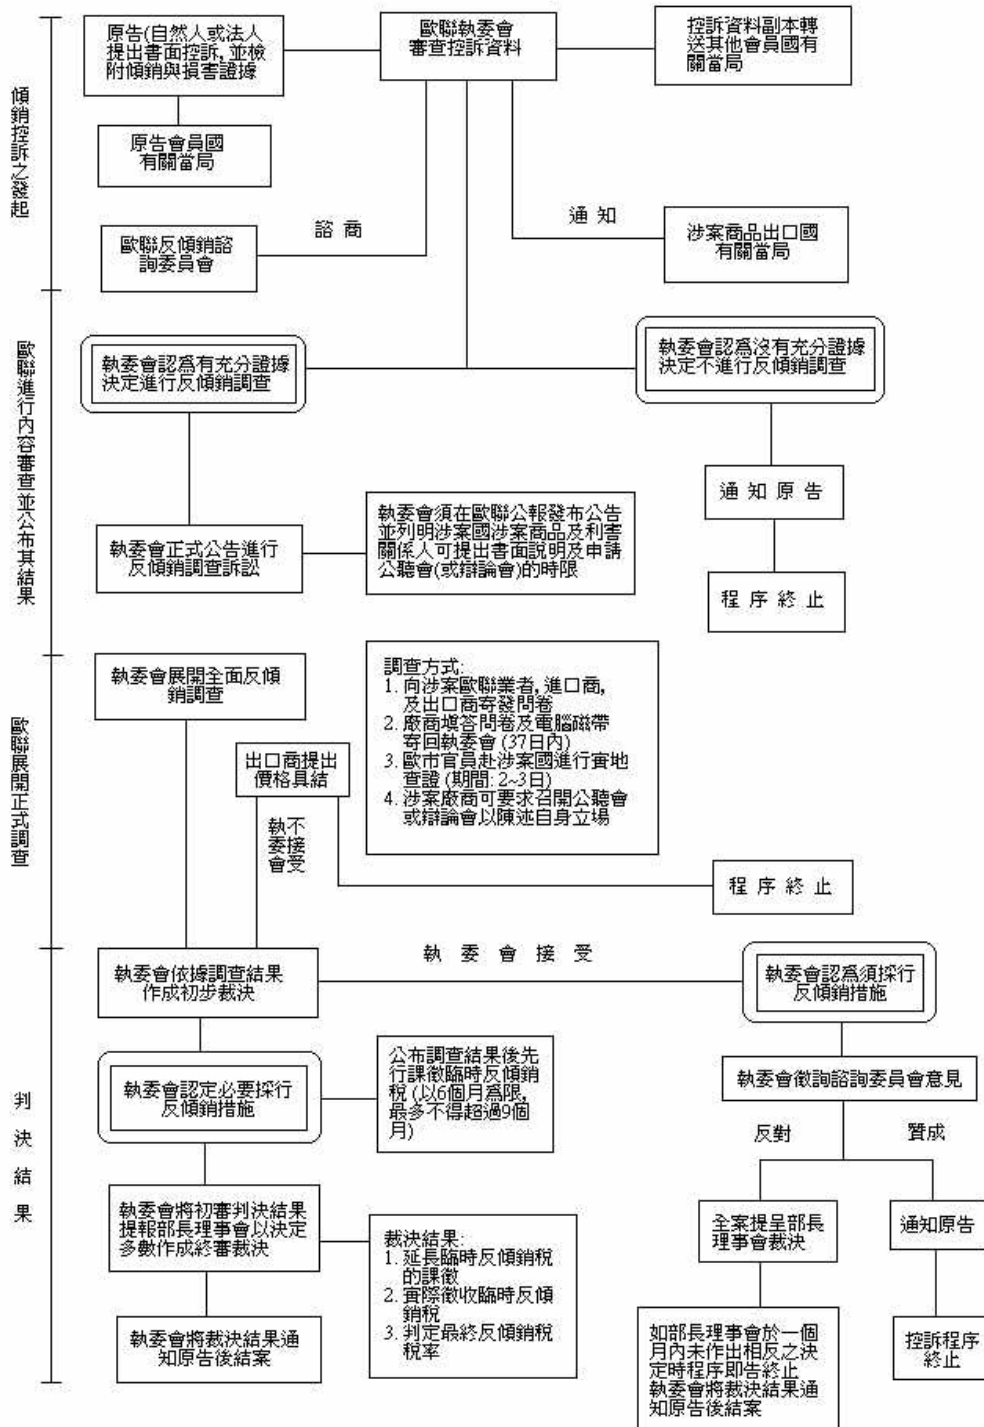 傾銷控訴之發起
原告(自然人或法人
提出書面控訴, 並檢
附傾銷與損害證據
歐聯執委會
審查控訴資料
控訴資料副本轉
送其他會員國有
關當局
原告會員國
有關當局
諮 商
通 知
歐聯反傾銷諮
詢委員會
涉案商品出口國
有關當局
歐聯進行內容審查並公布其結果
執委會認為有充分證據
決定進行反傾銷調查
執委會認為沒有充分證據
決定不進行反傾銷調查
通 知 原 告
執委會正式公告進行
反傾銷調查訴訟
執委會須在歐聯公報發布公告
並列明涉案國涉案商品及利害
關係人可提出書面說明及申請
公聽會(或辯論會)的時限
程 序 終 止
歐聯展開正式調查
執委會展開全面反傾
銷調查
調查方式:
1. 向涉案歐聯業者, 進口商,
及出口商寄發問卷
2. 廠商填答問卷及電腦磁帶
寄回執委會 (37日內)
3. 歐市官員赴涉案國進行實地
查證 (期間: 2~3日)
4. 涉案廠商可要求召開公聽會
或辯論會以陳述自身立場
出口商提出
價格具結
執委會
不接受
程 序 終 止
判決結果
執委會依據調查結果
作成初步裁決
執 委 會 接 受
執委會認為須採行
反傾銷措施
執委會認定必要採行
反傾銷措施
公布調查結果後先
行課徵臨時反傾銷
稅 (以6個月為限,
最多不得超過9個
月)
執委會徵詢諮詢委員會意見
反對
贊成
執委會將初審判決結果
提報部長理事會以決定
多數作成終審裁決
裁決結果:
1. 延長臨時反傾銷稅
的課徵
2. 實際徵收臨時反傾
銷稅
3. 判定最終反傾銷稅
稅率
全案提呈部長
理事會裁決
通知原告
執委會將裁決結果通
知原告後結案
如部長理事會於一個
月內未作出相反之決
定時程序即告終止
執委會將裁決結果通
知原告後結案
控訴程序
終止